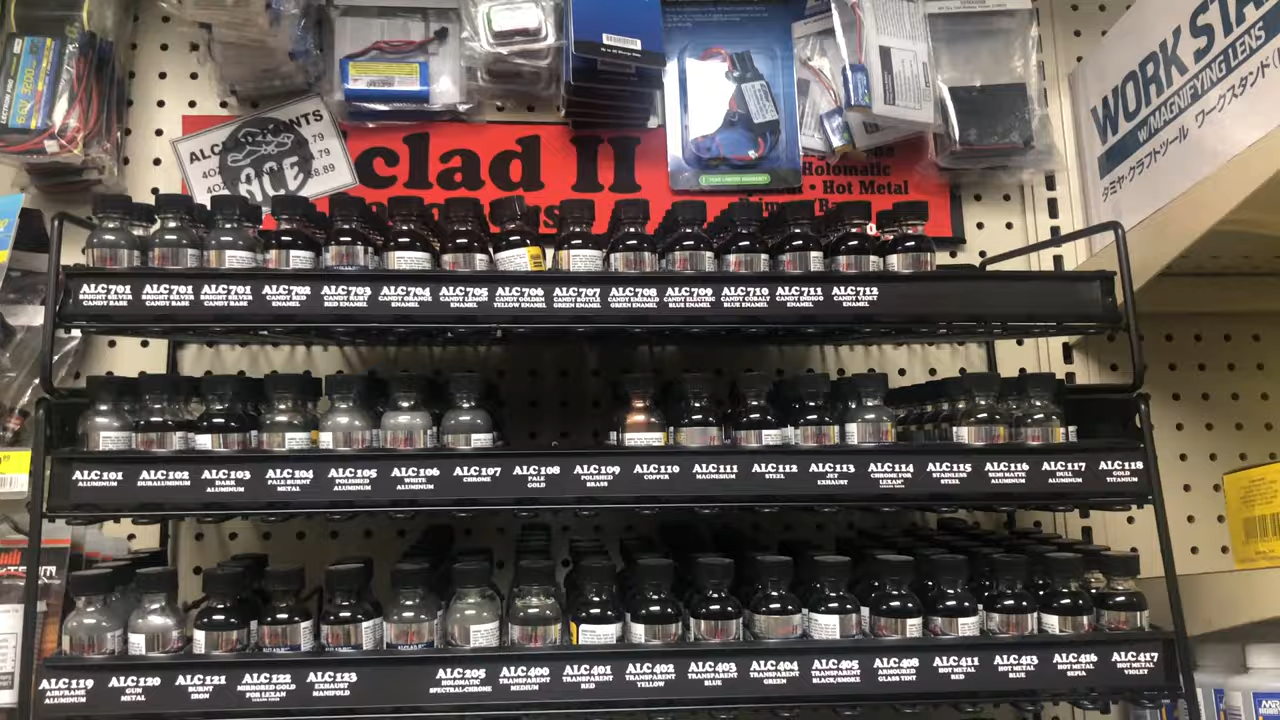 WORK STA
W/MAGNIFYING LENS
タミヤ・クラフトツール ワークスタンド(
.79
.79
8.89
ACE
clad II
Holomatic
• Hot Metal
ALC701
BRIGHT SILVER
CANDY BASE
ALC701
BRIGHT SILVER
CANDY BASE
ALC701
BRIGHT SILVER
CANDY BASE
ALC702
CANDY RED
ENAMEL
ALC703
CANDY RUBY
RED ENAMEL
ALC704
CANDY ORANGE
ENAMEL
ALC705
CANDY LEMON
ENAMEL
ALC706
CANDY GOLDEN
YELLOW ENAMEL
ALC707
CANDY BOTTLE
GREEN ENAMEL
ALC708
CANDY EMERALD
GREEN ENAMEL
ALC709
CANDY ELECTRIC
BLUE ENAMEL
ALC710
CANDY COBALT
BLUE ENAMEL
ALC711
CANDY INDIGO
ENAMEL
ALC712
CANDY VIOET
ENAMEL
ALC101
ALUMINUM
ALC102
DURALUMINUM
ALC103
DARK
ALUMINUM
ALC104
PALE BURNT
METAL
ALC105
POLISHED
ALUMINUM
ALC106
WHITE
ALUMINUM
ALC107
CHROME
ALC108
PALE
GOLD
ALC109
POLISHED
BRASS
ALC110
COPPER
ALC111
MAGNESIUM
ALC112
STEEL
ALC113
JET
EXHAUST
ALC114
CHROME FOR
LEXAN
ALC115
STAINLESS
STEEL
ALC116
SEMI MATTE
ALUMINUM
ALC117
DULL
ALUMINUM
ALC118
GOLD
TITANIUM
ALC119
AIRFRAME
ALUMINUM
ALC120
GUN
METAL
ALC121
BURNT
IRON
ALC122
MIRRORED GOLD
FOR LEXAN
ALC123
EXHAUST
MANIFOLD
ALC205
HOLOMATIC
SPECTRAL-CHROME
ALC400
TRANSPARENT
MEDIUM
ALC401
TRANSPARENT
RED
ALC402
TRANSPARENT
YELLOW
ALC403
TRANSPARENT
BLUE
ALC404
TRANSPARENT
GREEN
ALC405
TRANSPARENT
BLACK/SMOKE
ALC408
ARMOURED
GLASS TINT
ALC411
HOT METAL
RED
ALC413
HOT METAL
BLUE
ALC416
HOT METAL
SEPIA
ALC417
HOT METAL
VIOLET